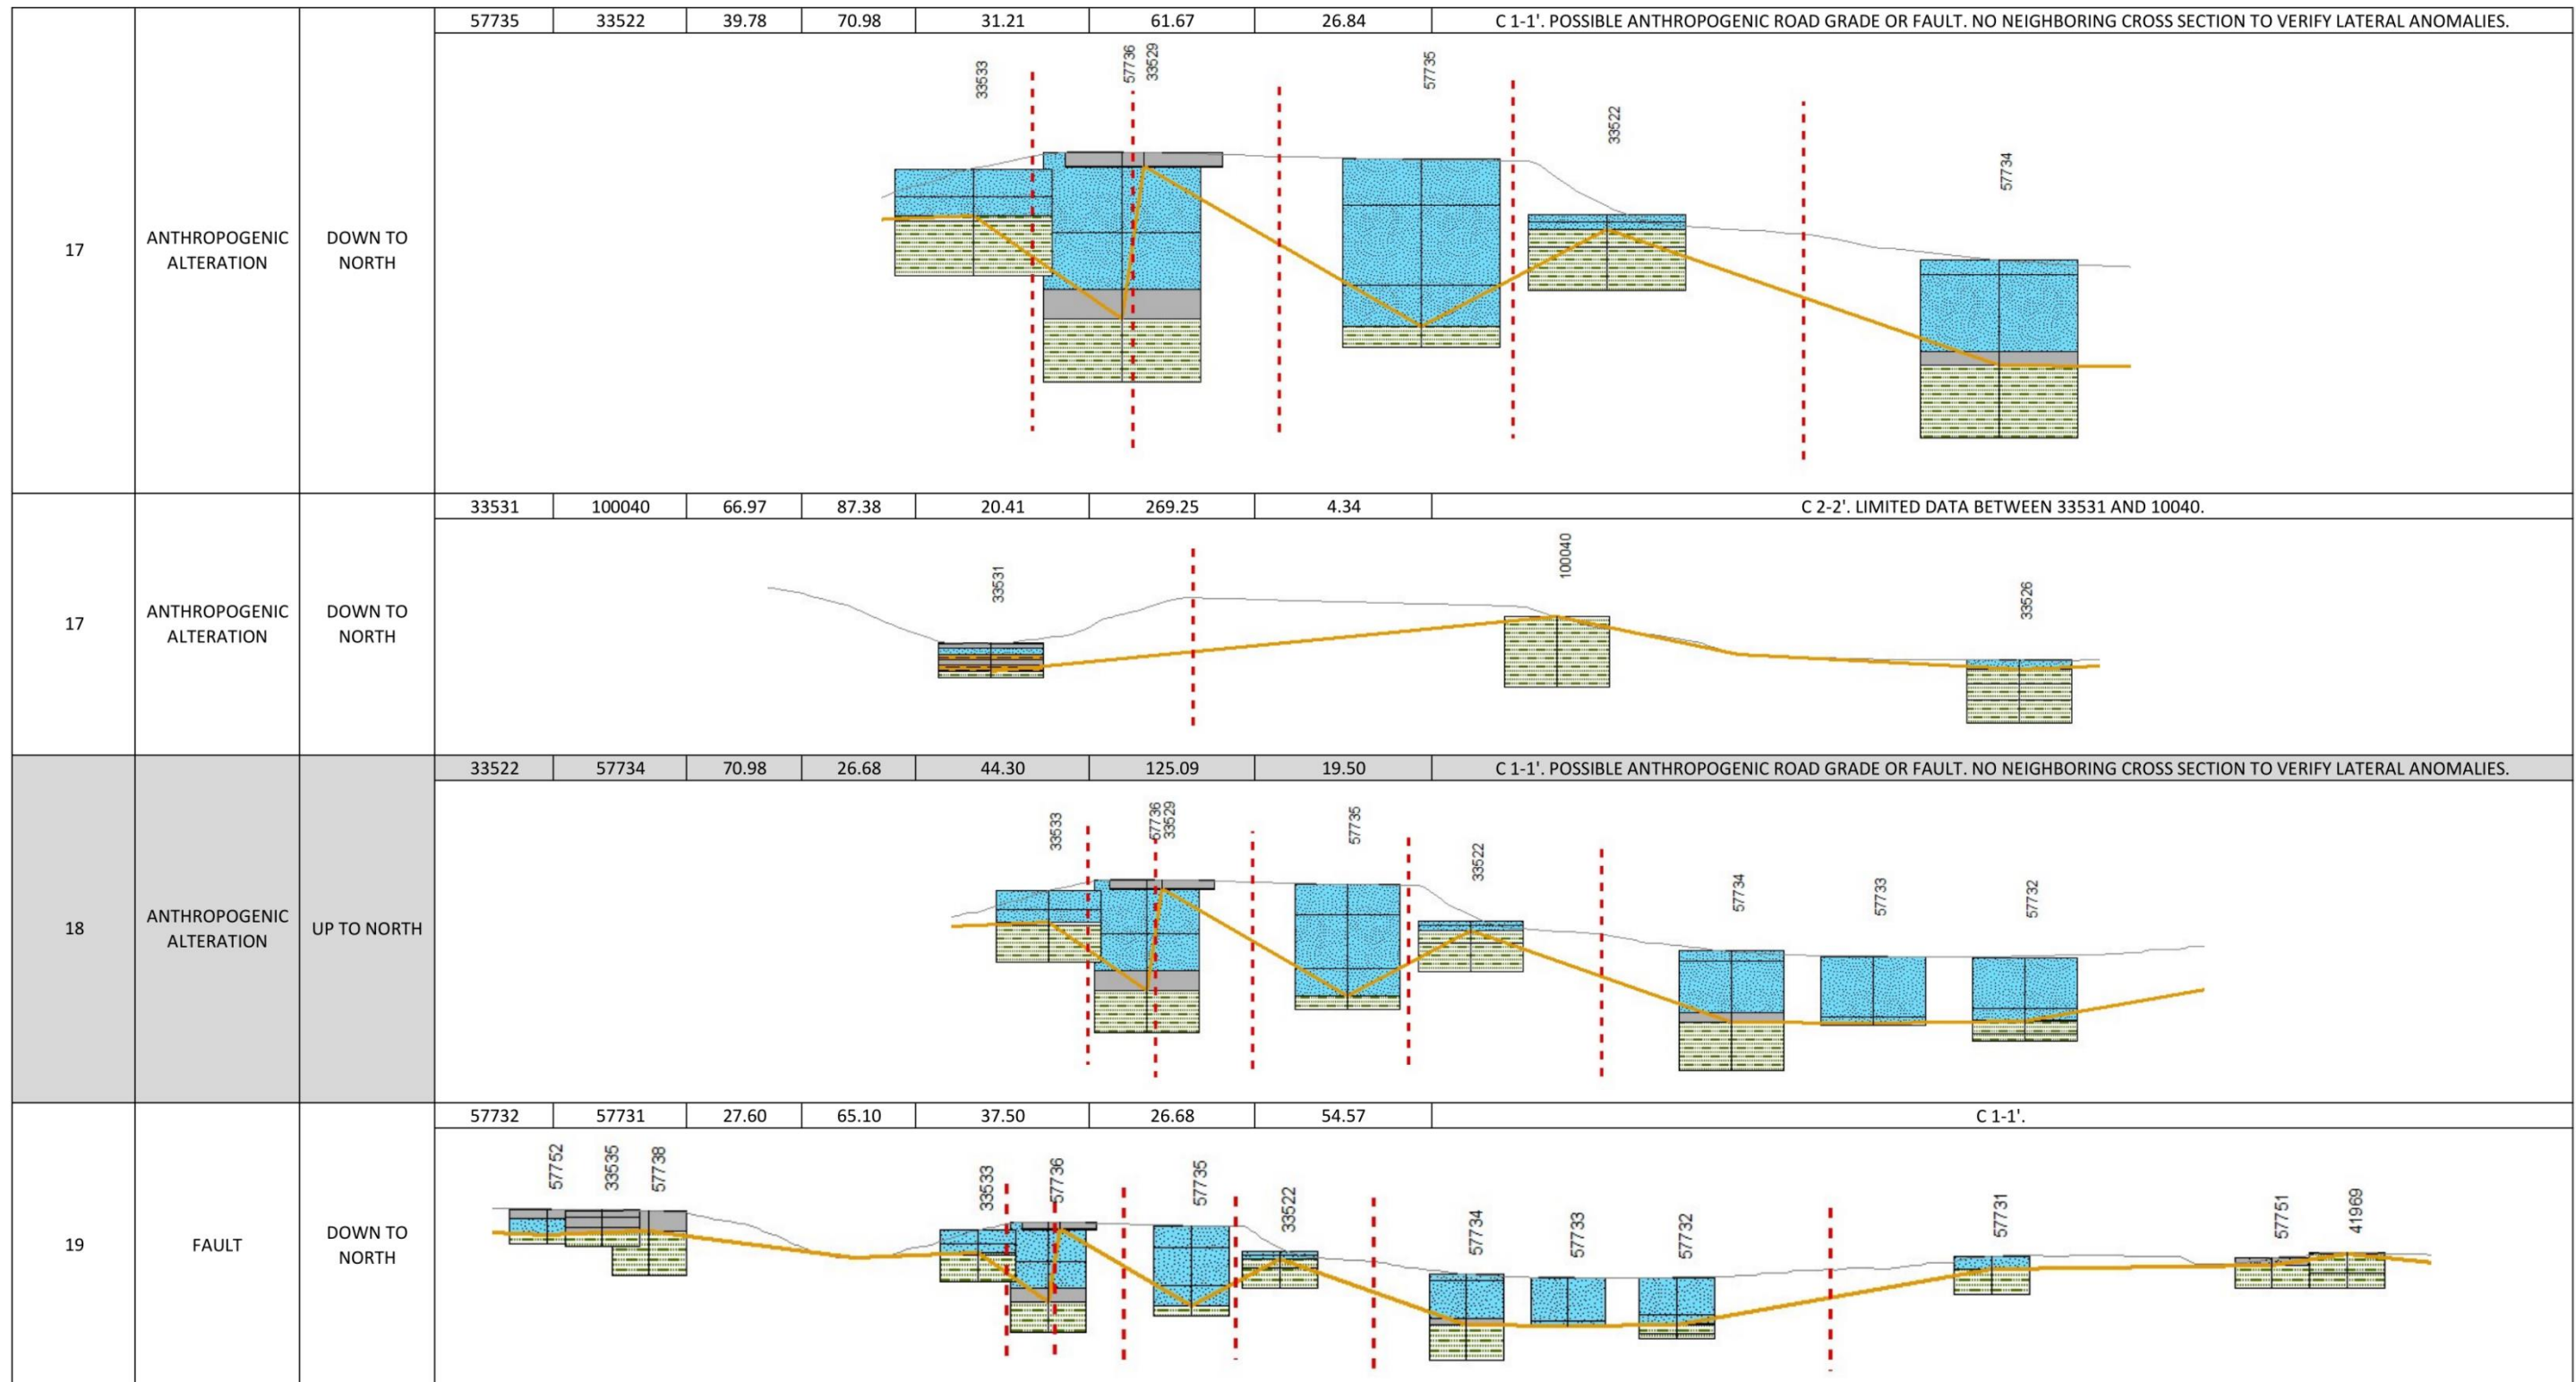 57735 33522 39.78 70.98 31.21 61.67 26.84 C 1-1'. POSSIBLE ANTHROPOGENIC ROAD GRADE OR FAULT. NO NEIGHBORING CROSS SECTION TO VERIFY LATERAL ANOMALIES.
17
ANTHROPOGENIC
ALTERATION
DOWN TO
NORTH
33533
57736
33529
57735
33522
57734
33531 100040 66.97 87.38 20.41 269.25 4.34 C 2-2'. LIMITED DATA BETWEEN 33531 AND 10040.
17
ANTHROPOGENIC
ALTERATION
DOWN TO
NORTH
33531
100040
33526
33522 57734 70.98 26.68 44.30 125.09 19.50 C 1-1'. POSSIBLE ANTHROPOGENIC ROAD GRADE OR FAULT. NO NEIGHBORING CROSS SECTION TO VERIFY LATERAL ANOMALIES.
18
ANTHROPOGENIC
ALTERATION
UP TO NORTH
33533
57736
33529
57735
33522
57734
57733
57732
57732 57731 27.60 65.10 37.50 26.68 54.57 C 1-1'.
19
FAULT
DOWN TO
NORTH
57752
33535
57738
33533
57736
57735
33522
57734
57733
57732
57731
57751
41969